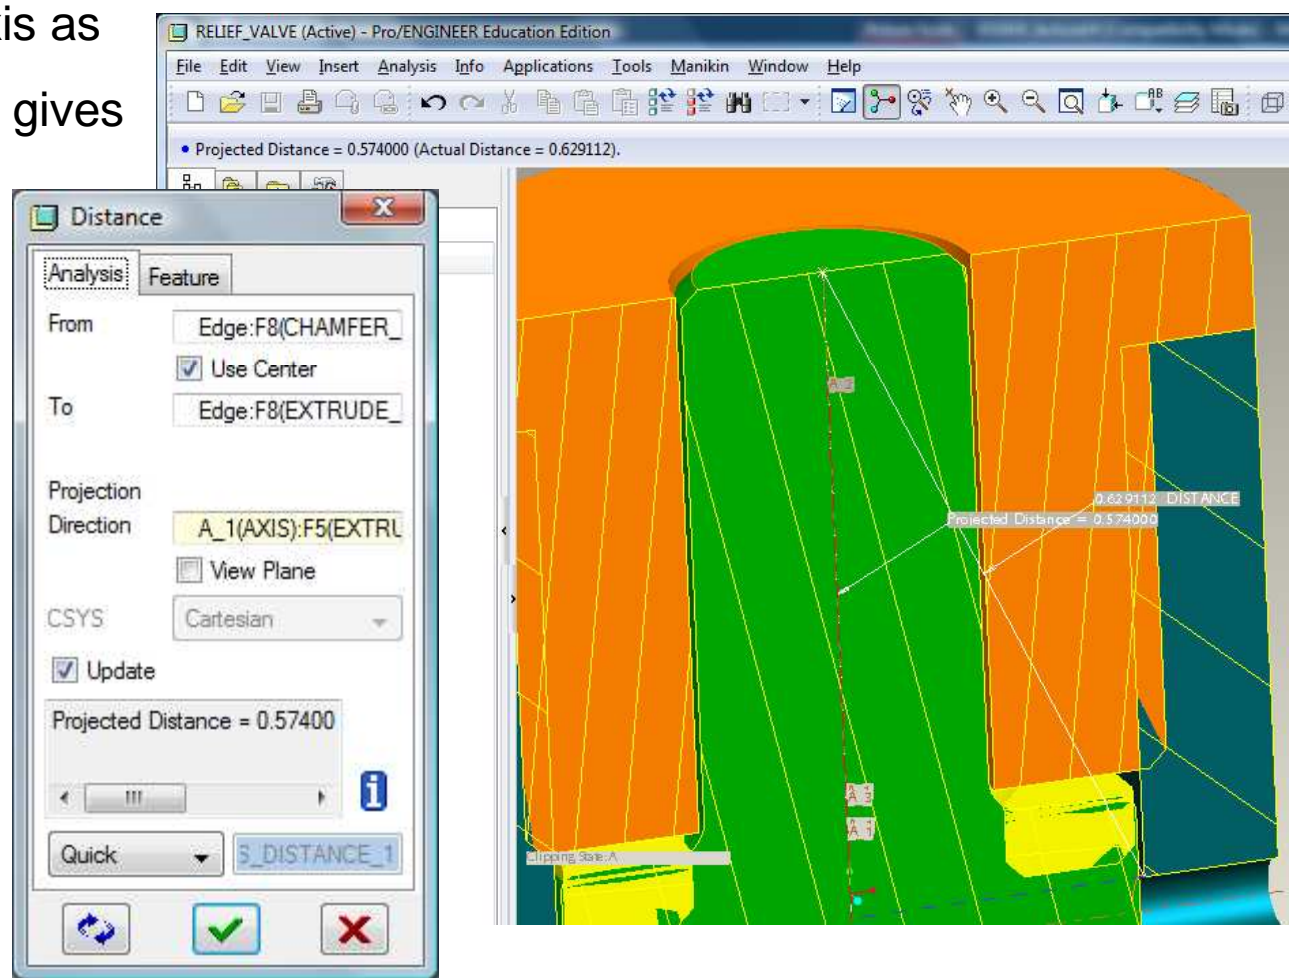 is as
gives
RELIEF_VALVE (Active) - Pro/ENGINEER Education Edition
File Edit View Insert Analysis Info Applications Tools Manikin Window Help
• Projected Distance = 0.574000 (Actual Distance = 0.629112).
Distance
Analysis Feature
From Edge:F8(CHAMFER_
Use Center
To Edge:F8(EXTRUDE_
Projection
Direction A_1(AXIS):F5(EXTRU
View Plane
CSYS Cartesian
Update
Projected Distance = 0.57400
Quick S_DISTANCE_1
0.629112 DISTANCE
Projected Distance = 0.574000
A_3
A_1
Clipping State: A